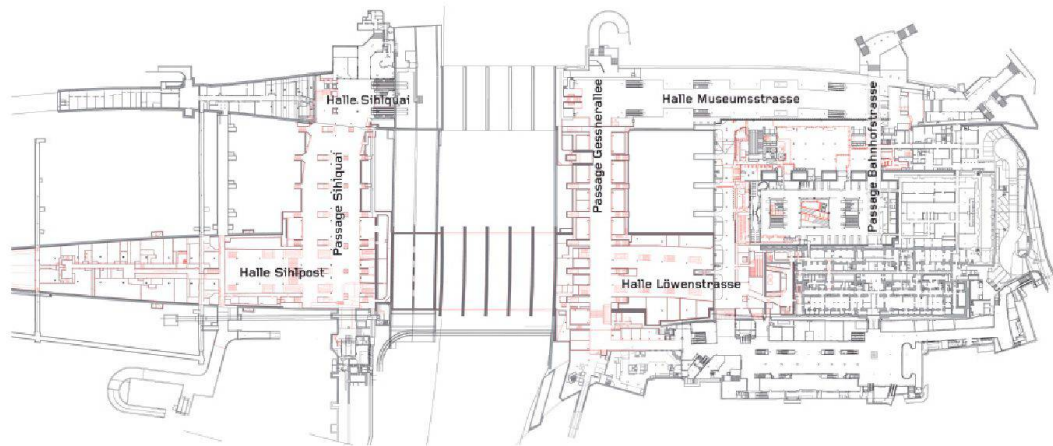 Halle Sihlquai
Passage Sihlquai
Halle Sihlpost
Passage Gessnerallee
Halle Museumsstrasse
Passage Bahnhofstrasse
Halle Löwenstrasse